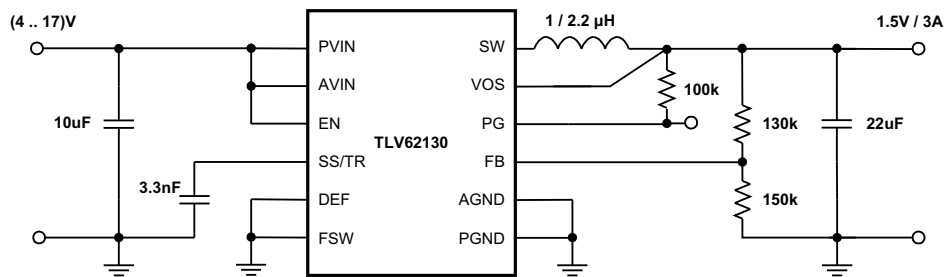 (4 .. 17)V
1 / 2.2 µH
1.5V / 3A
PVIN
SW
AVIN
VOS
100k
10uF
EN
PG
130k
22uF
TLV62130
SS/TR
FB
3.3nF
DEF
AGND
150k
FSW
PGND